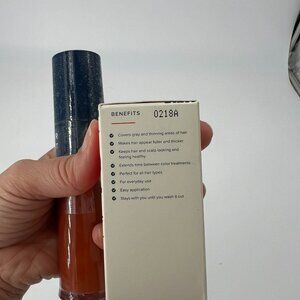 BENEFITS 0218A
Covers gray and thinning areas of hair
Makes hair appear fuller and thicker
Keeps hair and scalp looking and
feeling healthy
Extends time between color treatments
Perfect for all hair types
For everyday use
Easy application
Stays with you until you wash it out